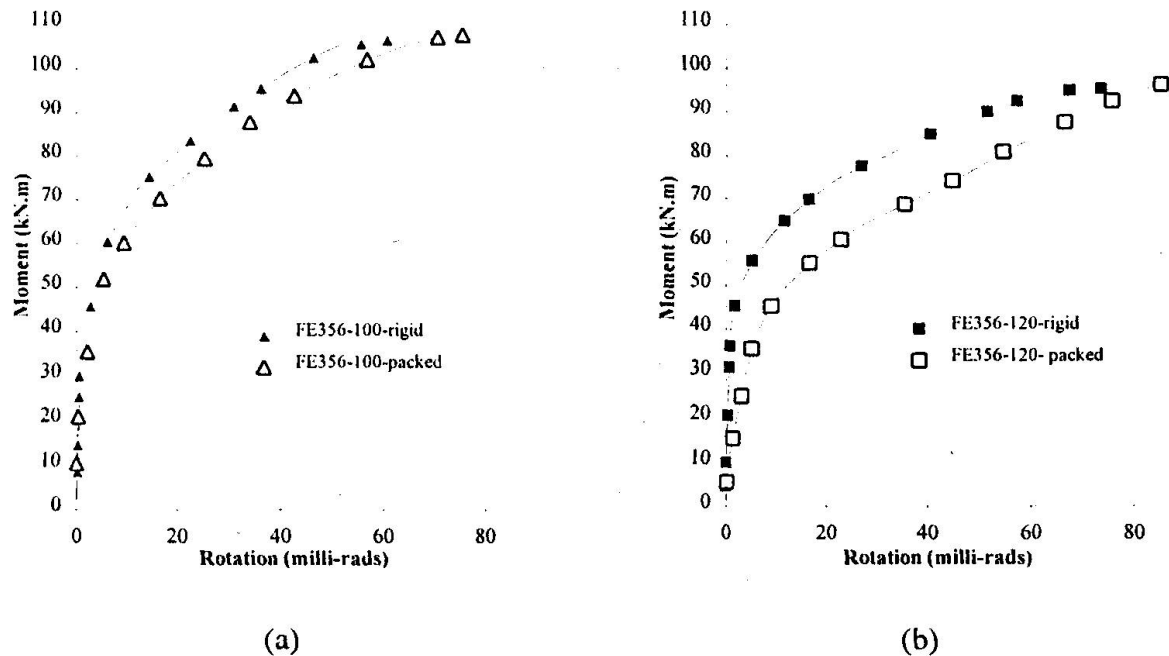 110
100
90
80
70
60
50
40
30
20
10
0
Moment (kN.m)
FE356-100-rigid
FE356-100-packed
0 20 40 60 80
Rotation (milli-rads)
(a)
110
100
90
80
70
60
50
40
30
20
10
0
Moment (kN.m)
FE356-120-rigid
FE356-120- packed
0 20 40 60 80
Rotation (milli-rads)
(b)